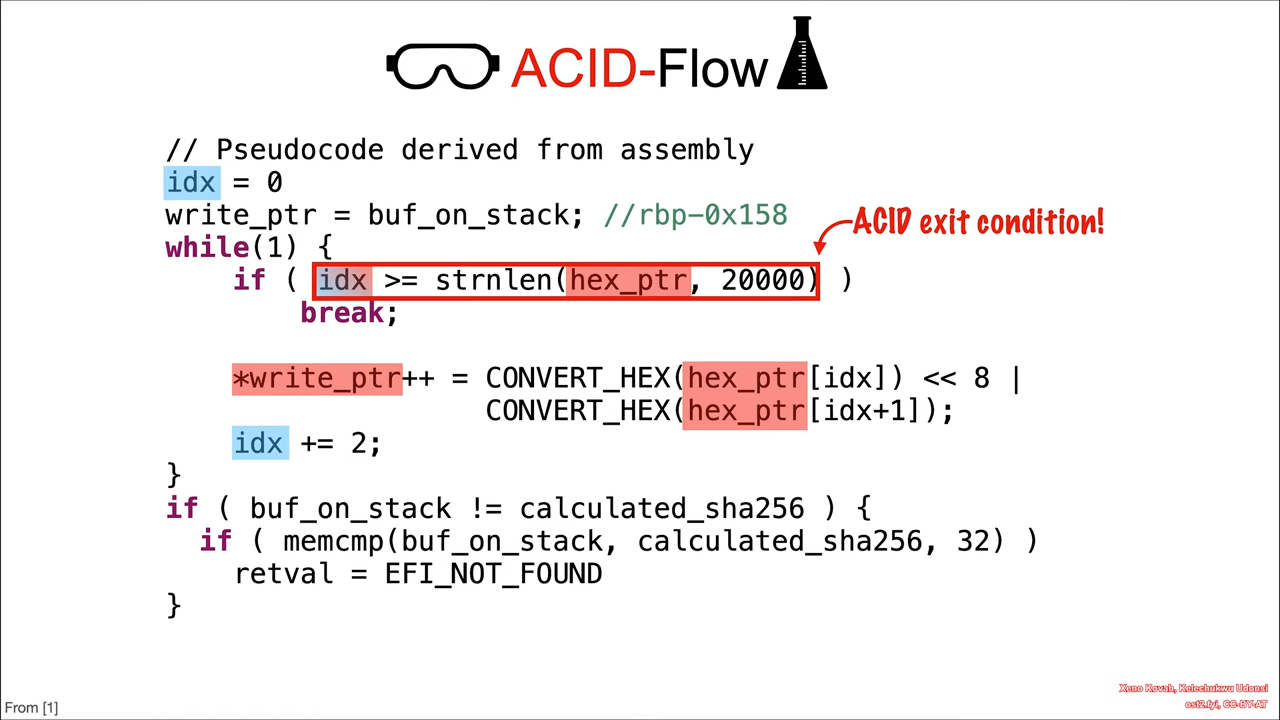 ACID-Flow
// Pseudocode derived from assembly
idx = 0
write_ptr = buf_on_stack; //rbp-0x158
ACID exit condition!
while(1) {
if ( idx >= strnlen(hex_ptr, 20000) )
break;
*write_ptr++ = CONVERT_HEX(hex_ptr[idx]) << 8 |
CONVERT_HEX(hex_ptr[idx+1]);
idx += 2;
}
if ( buf_on_stack != calculated_sha256 ) {
if ( memcmp(buf_on_stack, calculated_sha256, 32) )
retval = EFI_NOT_FOUND
}
Xeno Kovah, Kelechukwu Udonsi
ost2.fyi, CC-BY-AT
From [1]